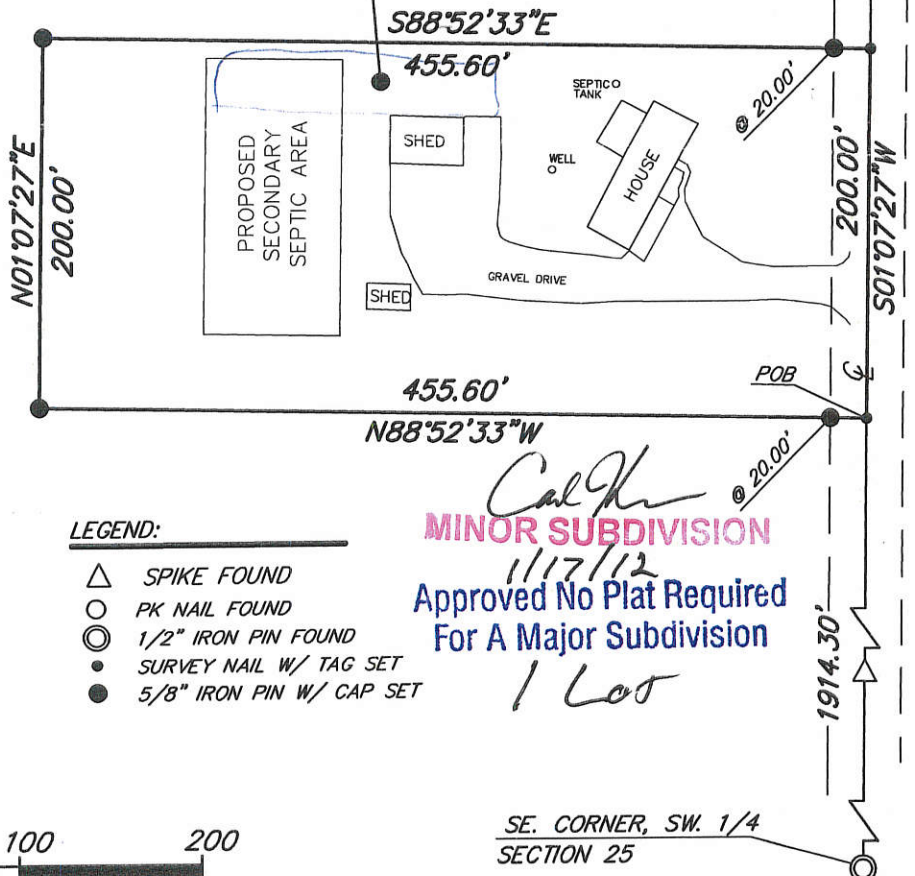 S88°52'33"E
455.60'
SEPTIC
TANK
@ 20.00'
N01°07'27"E
200.00'
PROPOSED
SECONDARY
SEPTIC AREA
SHED
WELL
HOUSE
200.00'
S01°07'27"W
GRAVEL DRIVE
SHED
455.60'
POB
N88°52'33"W
@ 20.00'
MINOR SUBDIVISION
1/17/12
Approved No Plat Required
For A Major Subdivision
1 Lot
LEGEND:
SPIKE FOUND
PK NAIL FOUND
1/2" IRON PIN FOUND
SURVEY NAIL W/ TAG SET
5/8" IRON PIN W/ CAP SET
1914.30'
100 200
SE. CORNER, SW. 1/4
SECTION 25